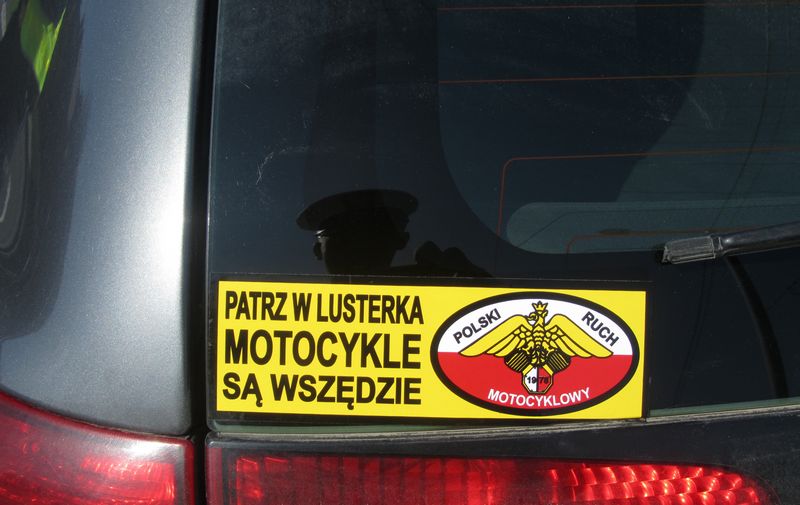 PATRZ W LUSTERKA
MOTOCYKLE
SĄ WSZĘDZIE
POLSKI RUCH
1978
MOTOCYKLOWY